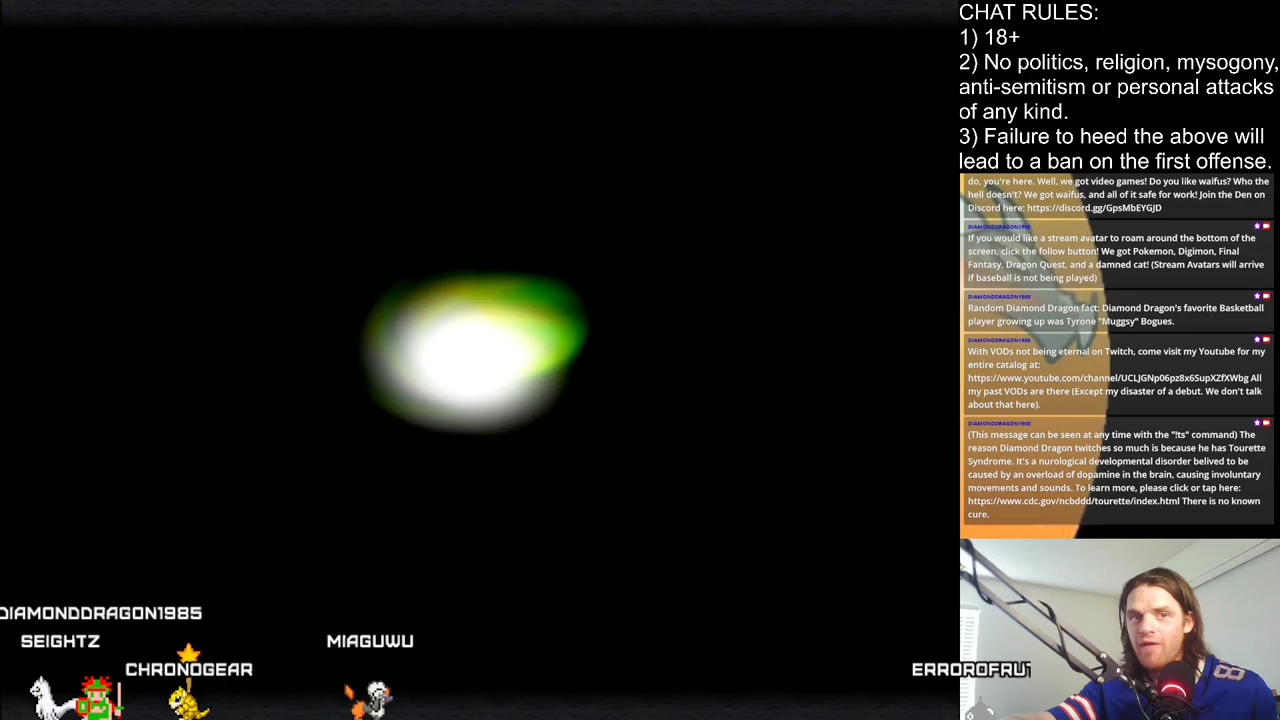 CHAT RULES:
1) 18+
2) No politics, religion, mysogony,
anti-semitism or personal attacks
of any kind.
3) Failure to heed the above will
lead to a ban on the first offense.
do, you're here. Well, we got video games! Do you like waifus? Who the
hell doesn't? We got waifus, and all of it safe for work! Join the Den on
Discord here: https://discord.gg/GpsMbEYGJD
DIAMONDDRAGON1985
If you would like a stream avatar to roam around the bottom of the
screen, click the follow button! We got Pokemon, Digimon, Final
Fantasy, Dragon Quest, and a damned cat! (Stream Avatars will arrive
if baseball is not being played)
DIAMONDDRAGON1985
Random Diamond Dragon fact: Diamond Dragon's favorite Basketball
player growing up was Tyrone "Muggsy" Bogues.
DIAMONDDRAGON1985
With VODs not being eternal on Twitch, come visit my Youtube for my
entire catalog at:
https://www.youtube.com/channel/UCLJGNp06pz8x6SupXZfXWbg All
my past VODs are there (Except my disaster of a debut. We don't talk
about that here).
DIAMONDDRAGON1985
(This message can be seen at any time with the "!ts" command) The
reason Diamond Dragon twitches so much is because he has Tourette
Syndrome. It's a nurological developmental disorder belived to be
caused by an overload of dopamine in the brain, causing involuntary
movements and sounds. To learn more, please click or tap here:
https://www.cdc.gov/ncbddd/tourette/index.html There is no known
cure.
DIAMONDDRAGON1985
SEIGHTZ
MIAGUWU
CHRONOGEAR
ERROROFRUT